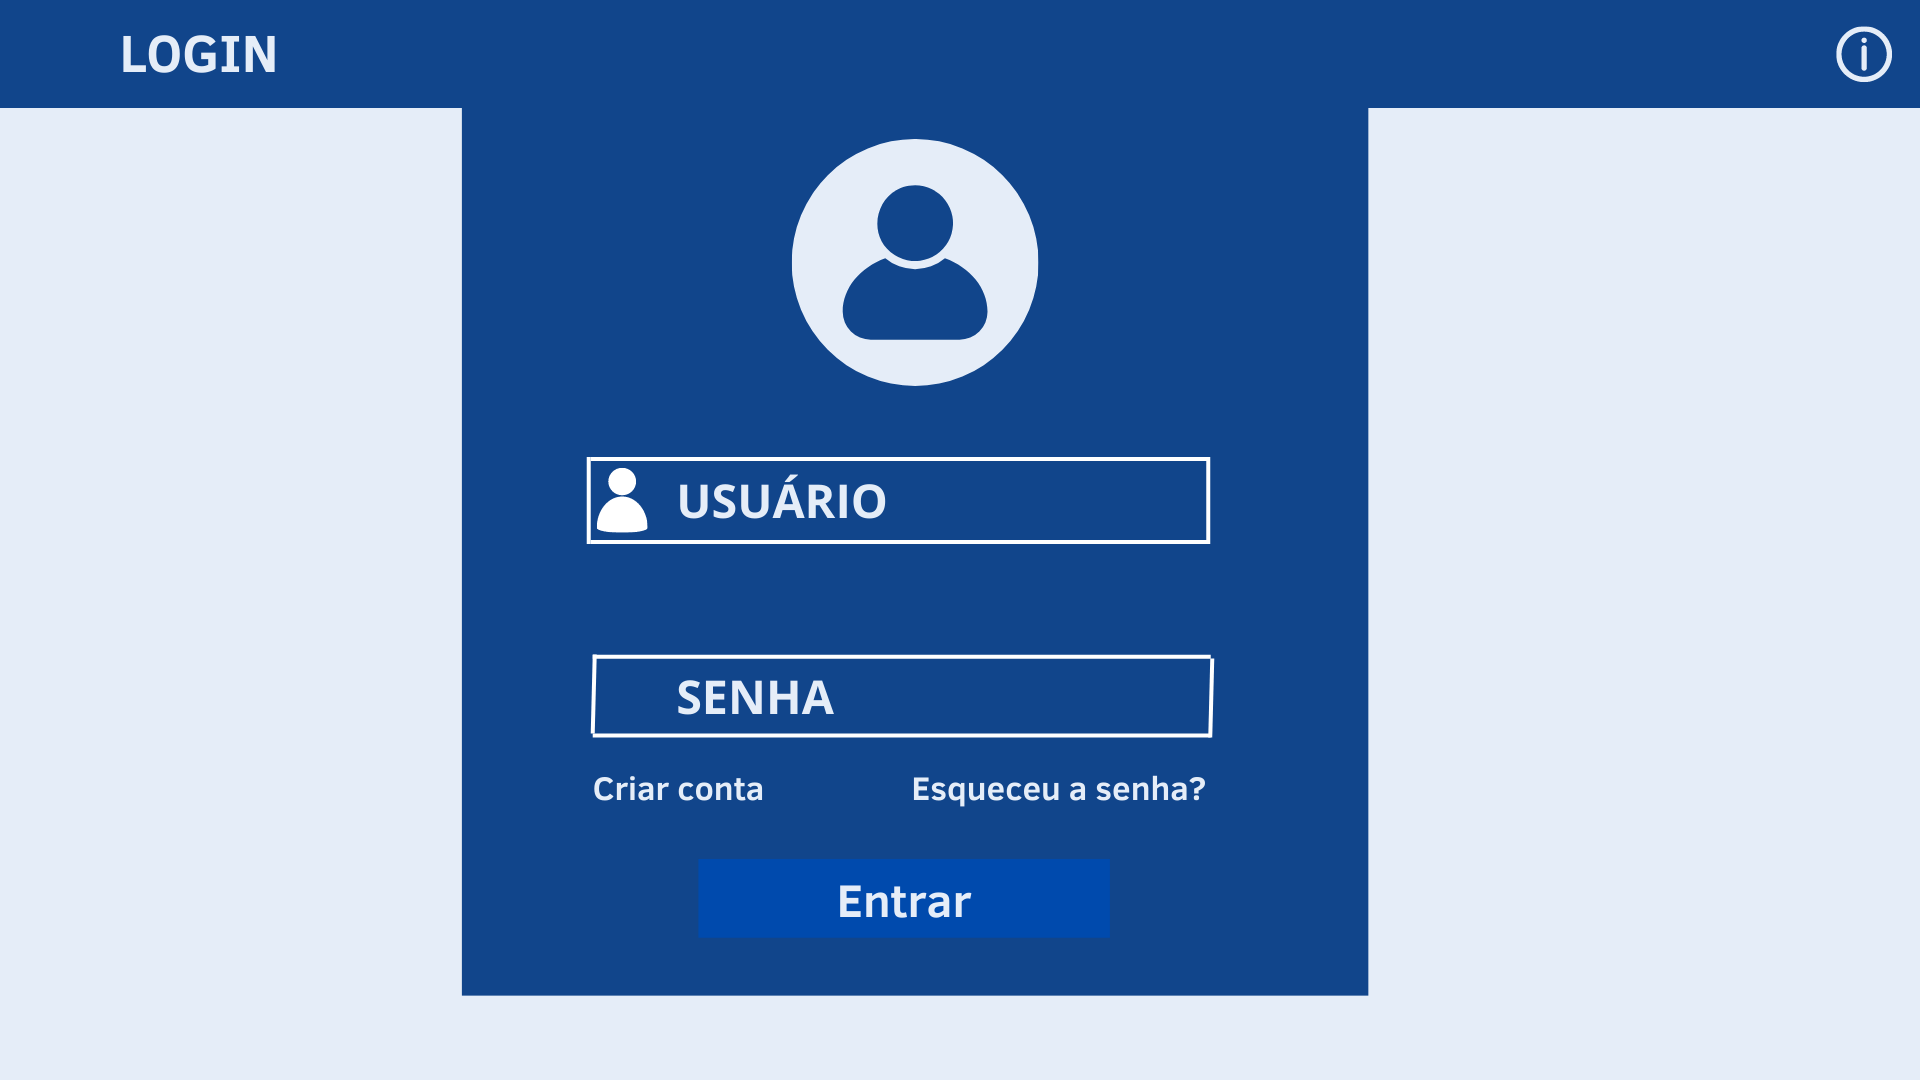 LOGIN
USUÁRIO
SENHA
Criar conta
Esqueceu a senha?
Entrar